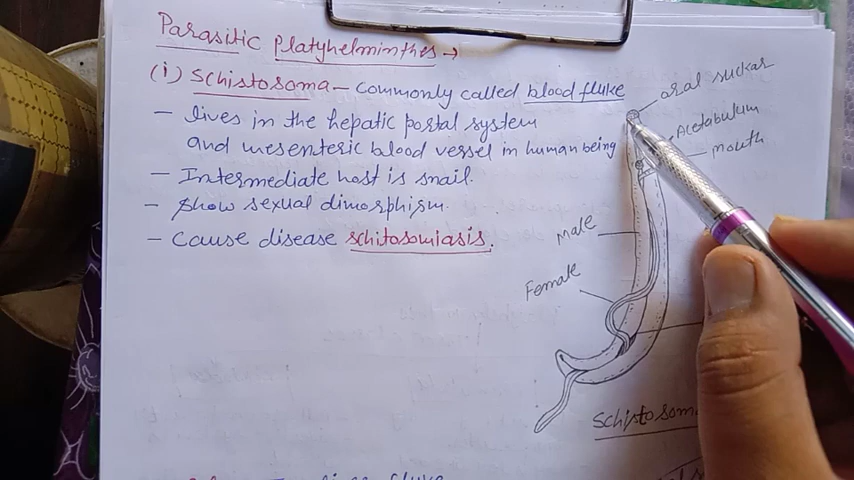 Parasitic Platyhelminthes →
(i) Schistosoma – Commonly called blood fluke
– lives in the hepatic portal system
and mesenteric blood vessel in human being
– Intermediate host is snail.
– Show sexual dimorphism.
– Cause disease schitosomiasis.
oral suckar
Acetabulum
mouth
Male
Female
Schistosom